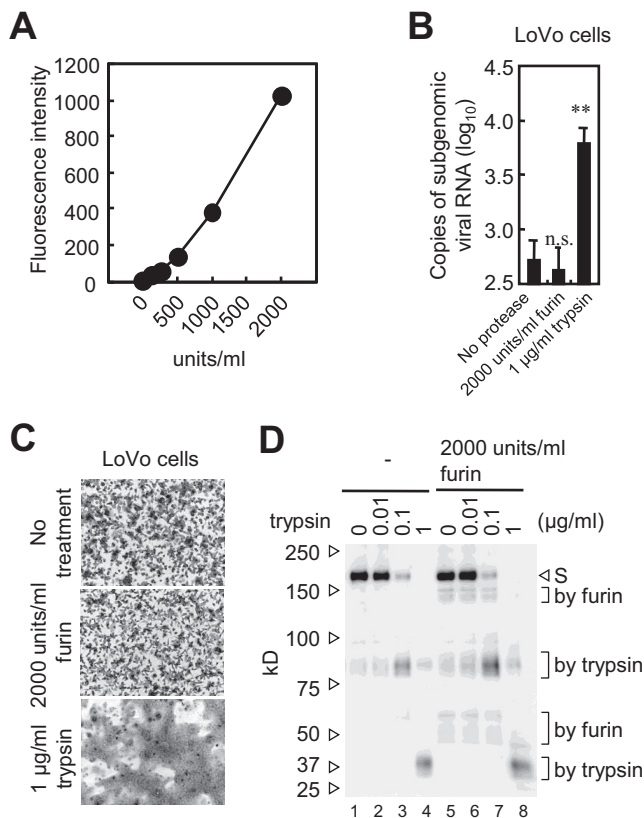 A
Fluorescence intensity
1200
1000
800
600
400
200
0
0
500
1000
1500
2000
units/ml
B
LoVo cells
Copies of subgenomic
viral RNA (log10)
4.5
4.0
3.5
3.0
2.5
n.s.
**
No protease
2000 units/ml furin
1 µg/ml trypsin
C
LoVo cells
No
treatment
2000 units/ml
furin
1 µg/ml
trypsin
D
-
2000 units/ml
furin
trypsin
0
0.01
0.1
1
0
0.01
0.1
1
(µg/ml)
kD
250
150
100
75
50
37
25
S
by furin
by trypsin
by furin
by trypsin
1 2 3 4 5 6 7 8